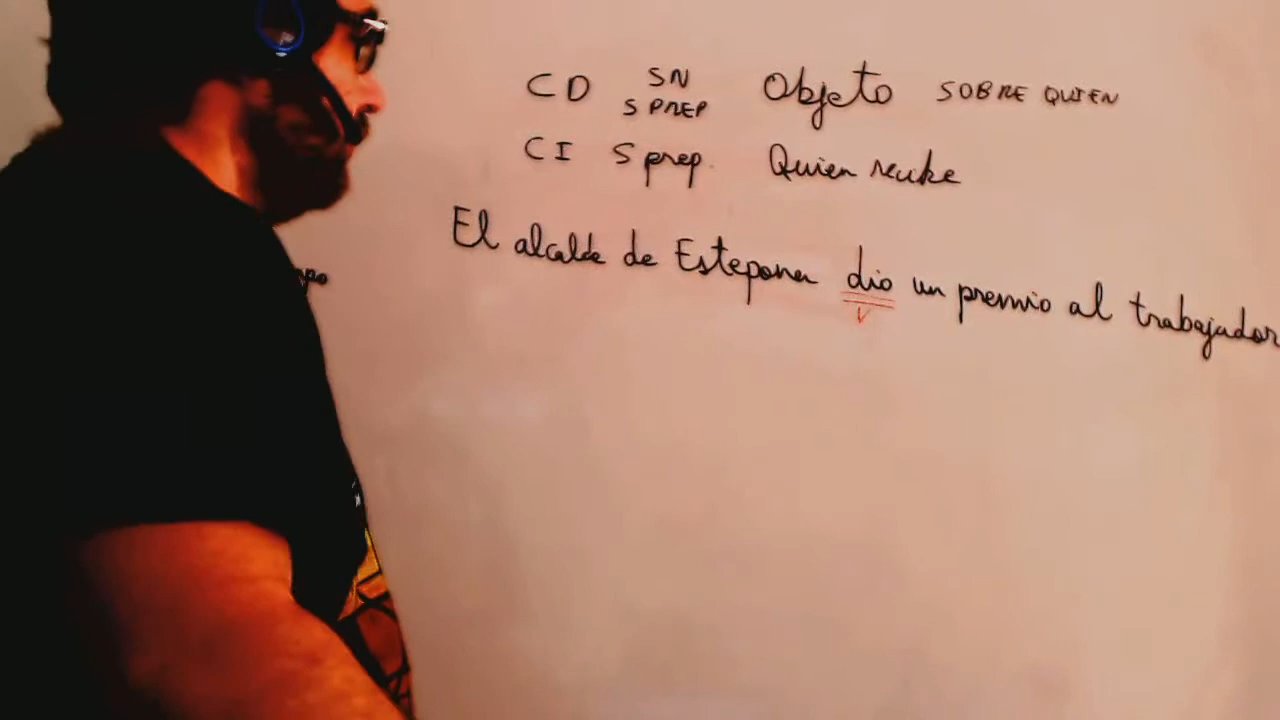 CD SN Objeto SOBRE QUIEN
S PREP
CI S prep. Quien recibe
El alcalde de Estepona dio un premio al trabajador
V